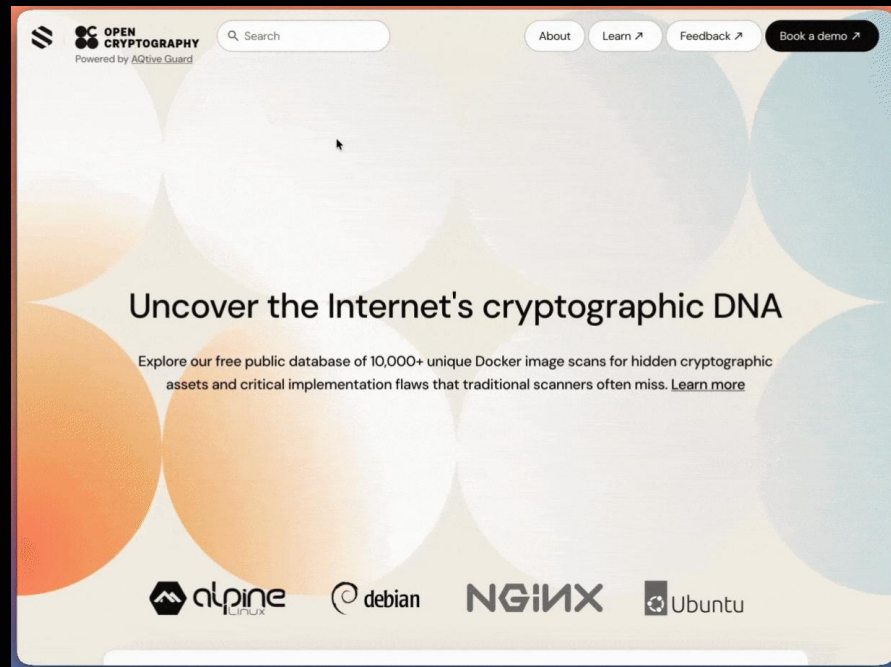 OPEN
CRYPTOGRAPHY
Powered by AQtive Guard
Search
About
Learn ↗
Feedback ↗
Book a demo ↗
Uncover the Internet's cryptographic DNA
Explore our free public database of 10,000+ unique Docker image scans for hidden cryptographic
assets and critical implementation flaws that traditional scanners often miss. Learn more
alpine
Linux
debian
NGINX
Ubuntu